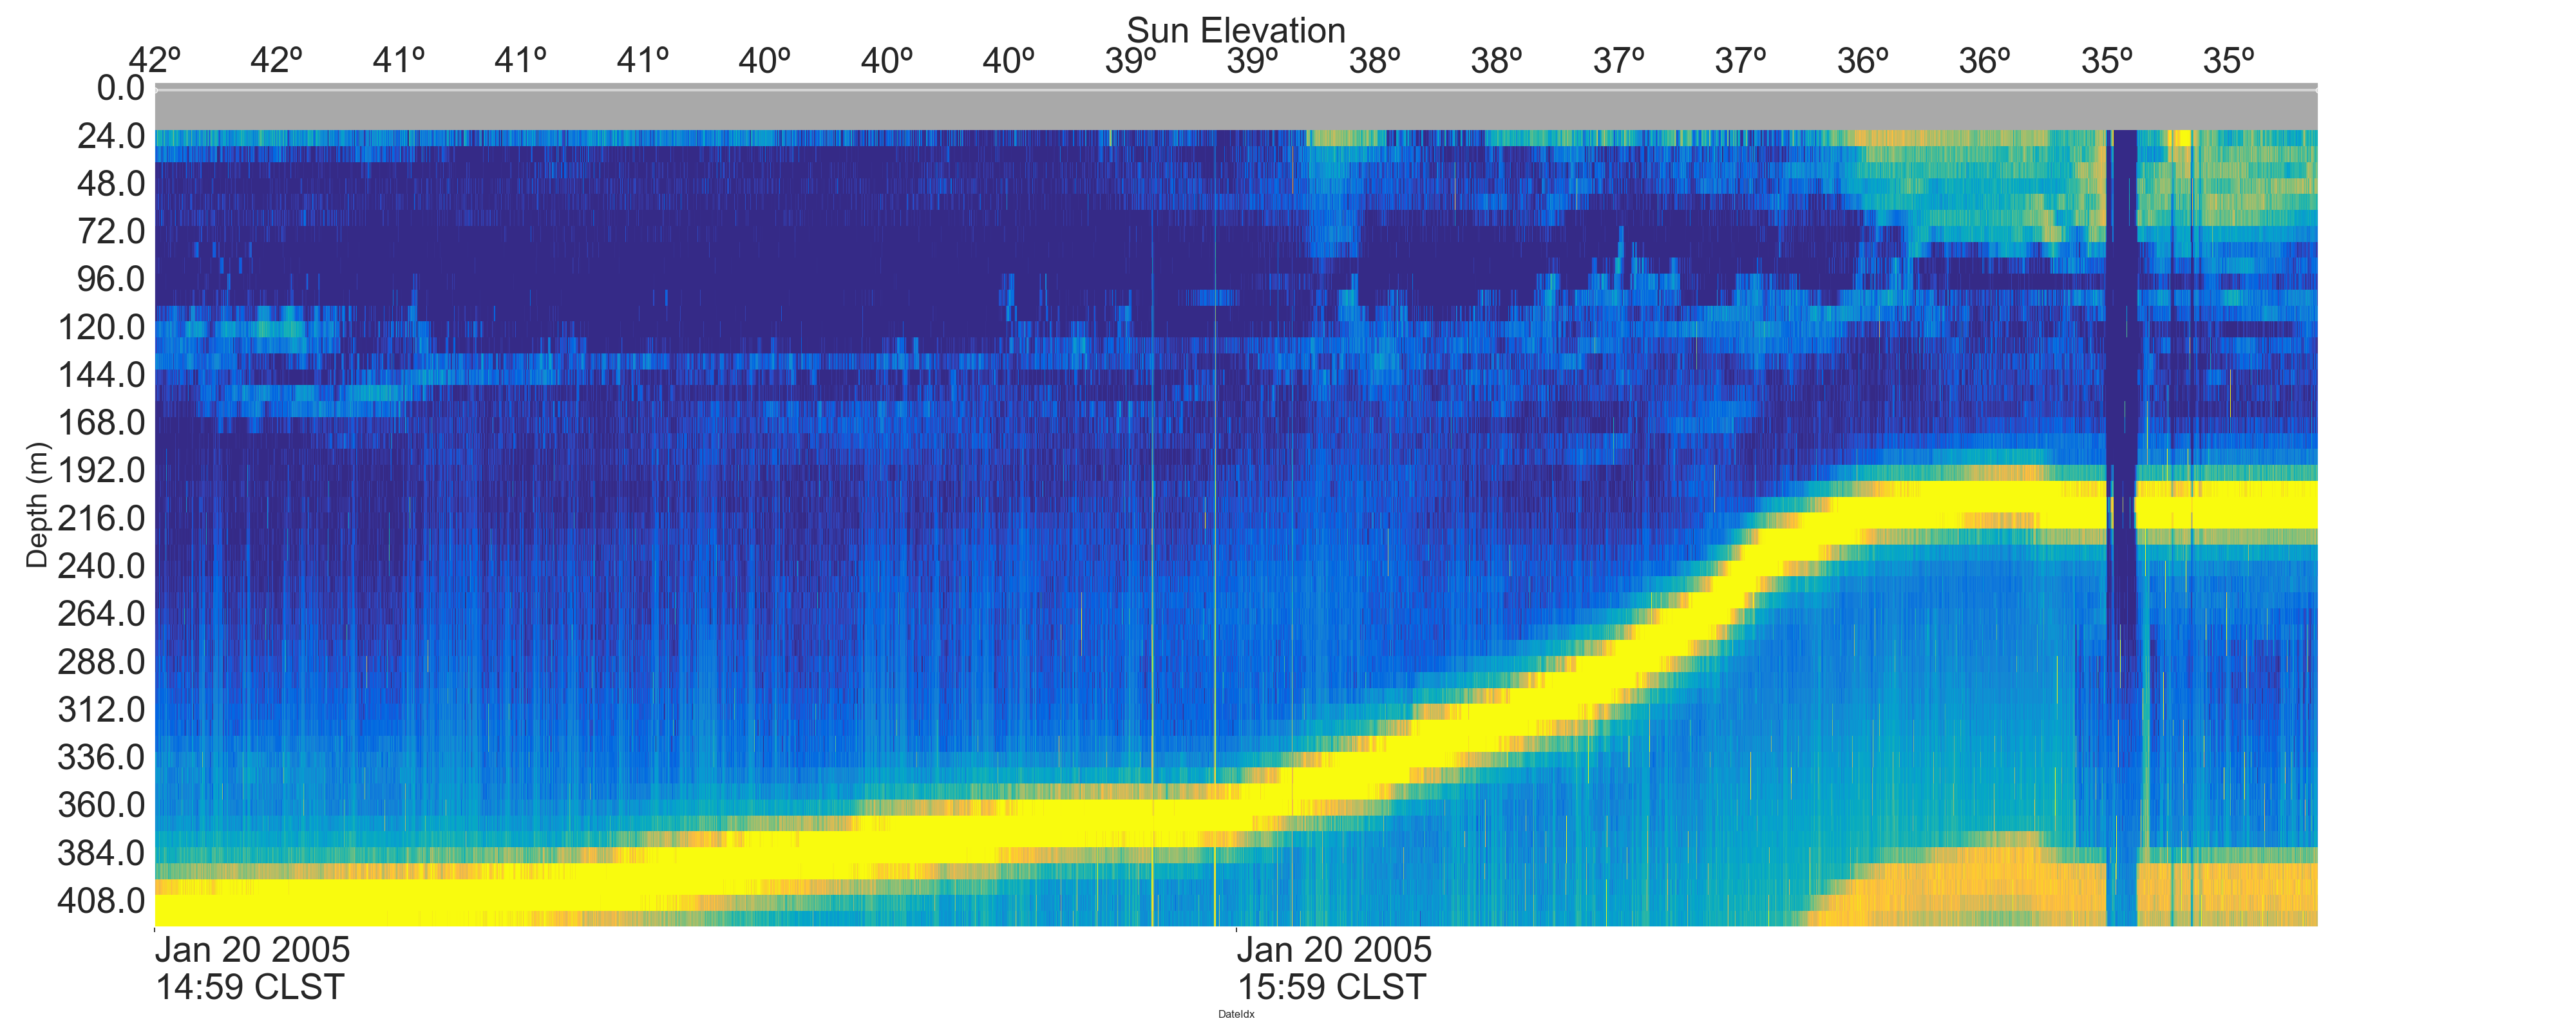 Sun Elevation
42º 42º 41º 41º 41º 40º 40º 40º 39º 39º 38º 38º 37º 37º 36º 36º 35º 35º
0.0
24.0
48.0
72.0
96.0
120.0
144.0
168.0
192.0
216.0
240.0
264.0
288.0
312.0
336.0
360.0
384.0
408.0
Depth (m)
Jan 20 2005
14:59 CLST
Jan 20 2005
15:59 CLST
DateIdx